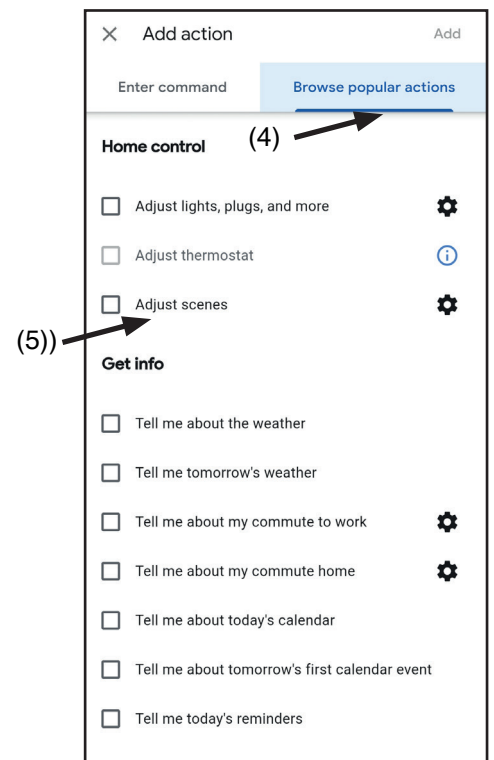 Add action Add
Enter command Browse popular actions
(4)
Home control
Adjust lights, plugs, and more
Adjust thermostat
Adjust scenes
(5))
Get info
Tell me about the weather
Tell me tomorrow's weather
Tell me about my commute to work
Tell me about my commute home
Tell me about today's calendar
Tell me about tomorrow's first calendar event
Tell me today's reminders